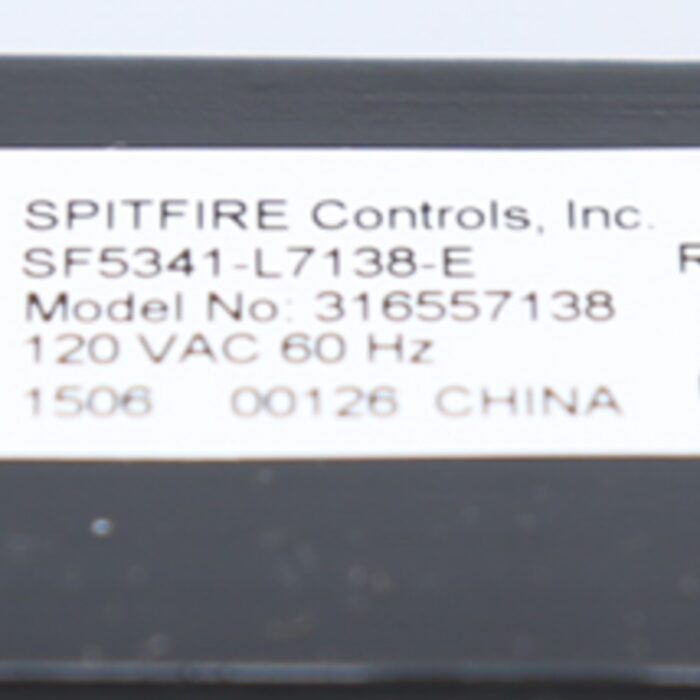 SPITFIRE Controls, Inc.
SF5341-L7138-E R
Model No: 316557138
120 VAC 60 Hz
1506 00126 CHINA